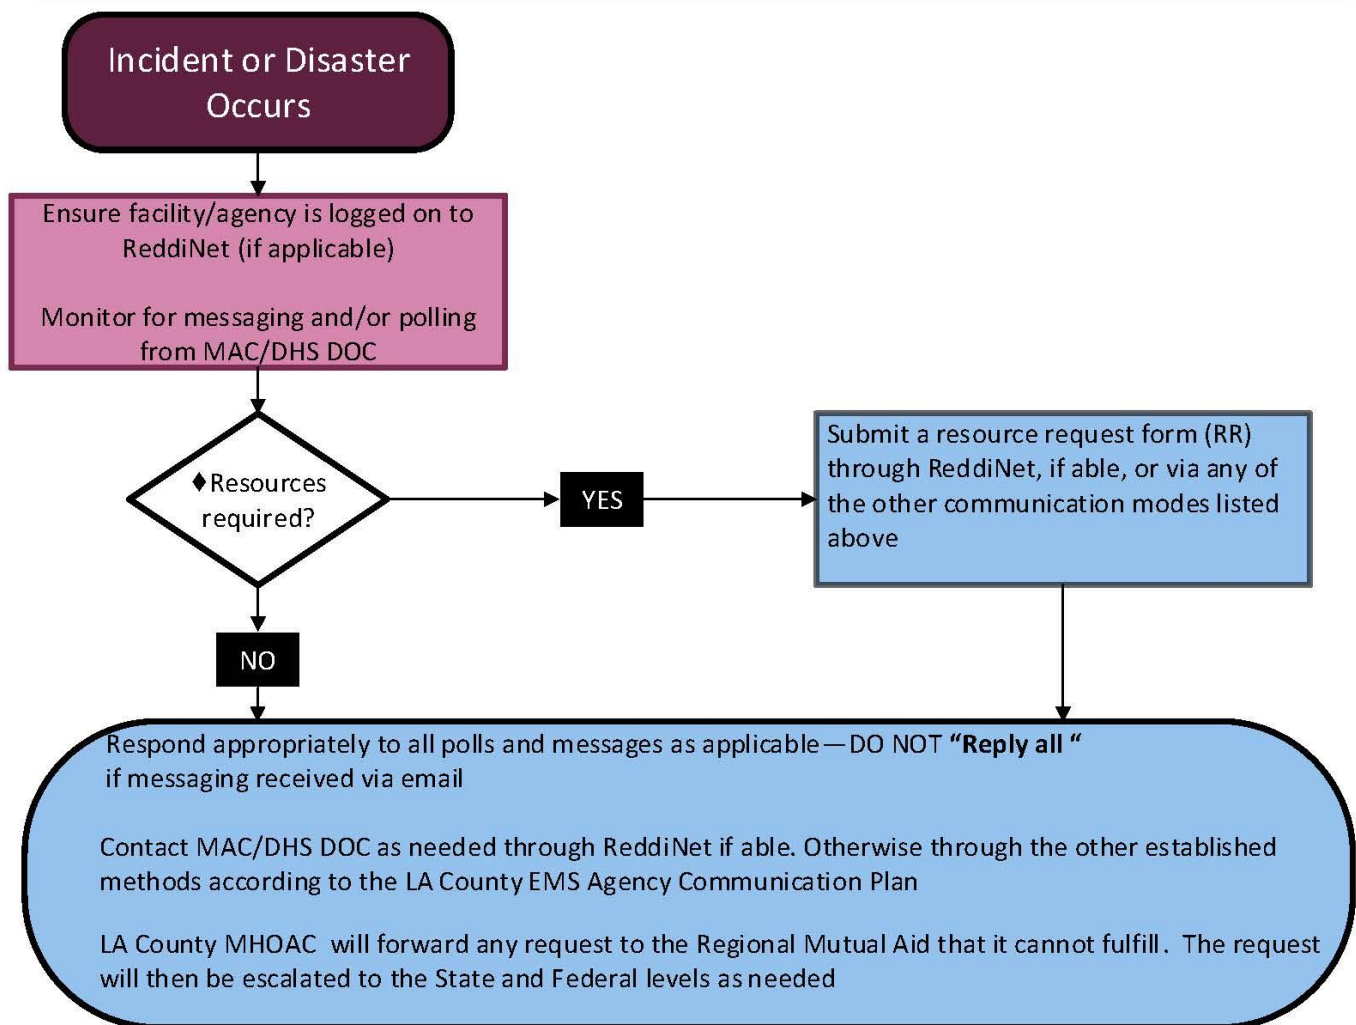 Incident or Disaster
Occurs
Ensure facility/agency is logged on to
ReddiNet (if applicable)
Monitor for messaging and/or polling
from MAC/DHS DOC
♦Resources
required?
YES
Submit a resource request form (RR)
through ReddiNet, if able, or via any of
the other communication modes listed
above
NO
Respond appropriately to all polls and messages as applicable—DO NOT “Reply all “
if messaging received via email
Contact MAC/DHS DOC as needed through ReddiNet if able. Otherwise through the other established
methods according to the LA County EMS Agency Communication Plan
LA County MHOAC  will forward any request to the Regional Mutual Aid that it cannot fulfill.  The request
will then be escalated to the State and Federal levels as needed